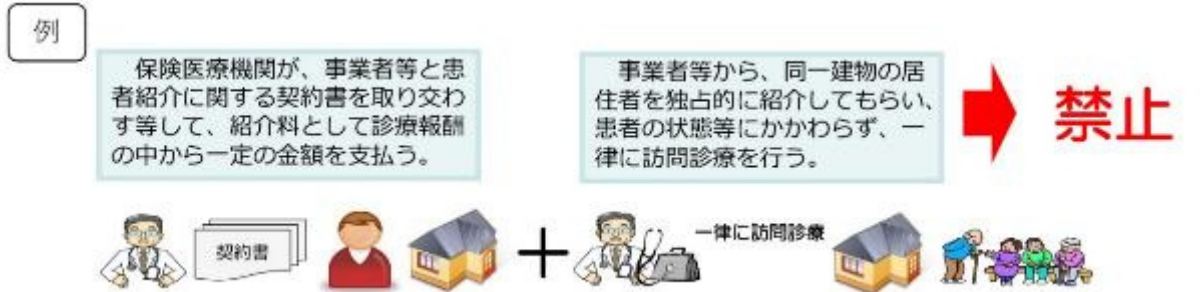 例
保険医療機関が、事業者等と患
者紹介に関する契約書を取り交わ
す等して、紹介料として診療報酬
の中から一定の金額を支払う。
事業者等から、同一建物の居
住者を独占的に紹介してもらい、
患者の状態等にかかわらず、一
律に訪問診療を行う。
禁止
契約書
＋
一律に訪問診療